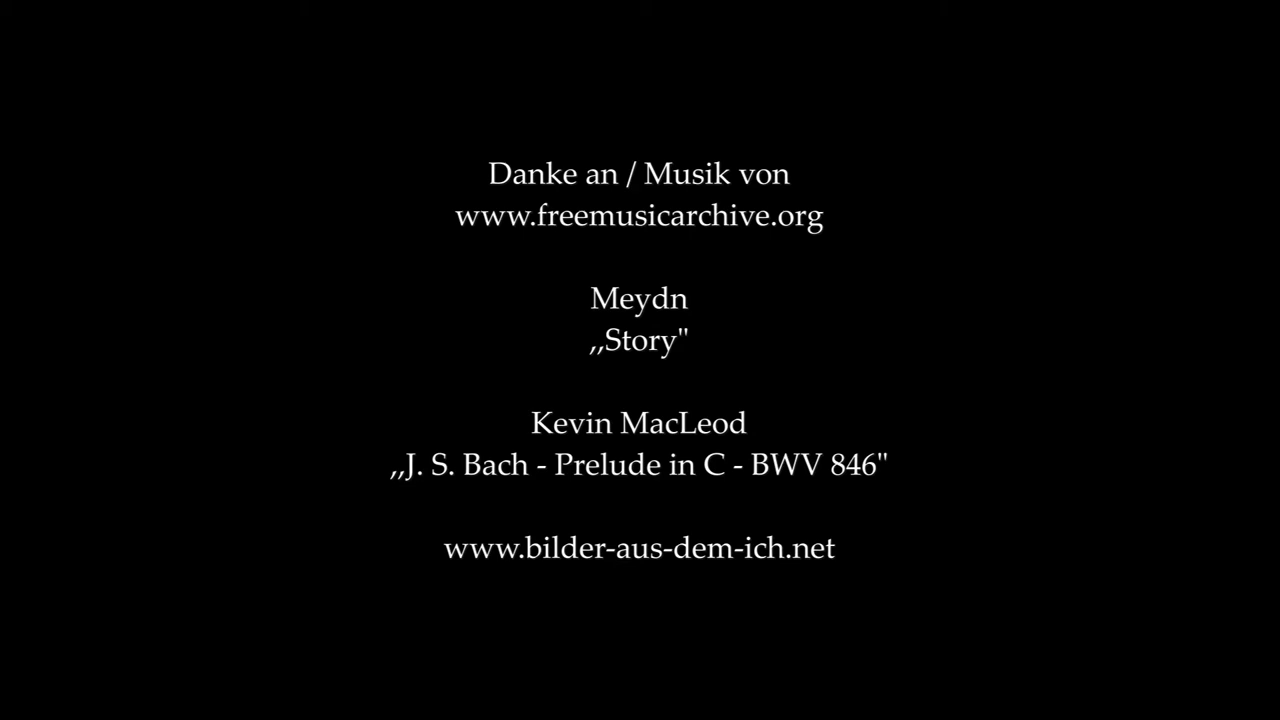 Danke an / Musik von
www.freemusicarchive.org
Meydn
,,Story"
Kevin MacLeod
,,J. S. Bach - Prelude in C - BWV 846"
www.bilder-aus-dem-ich.net